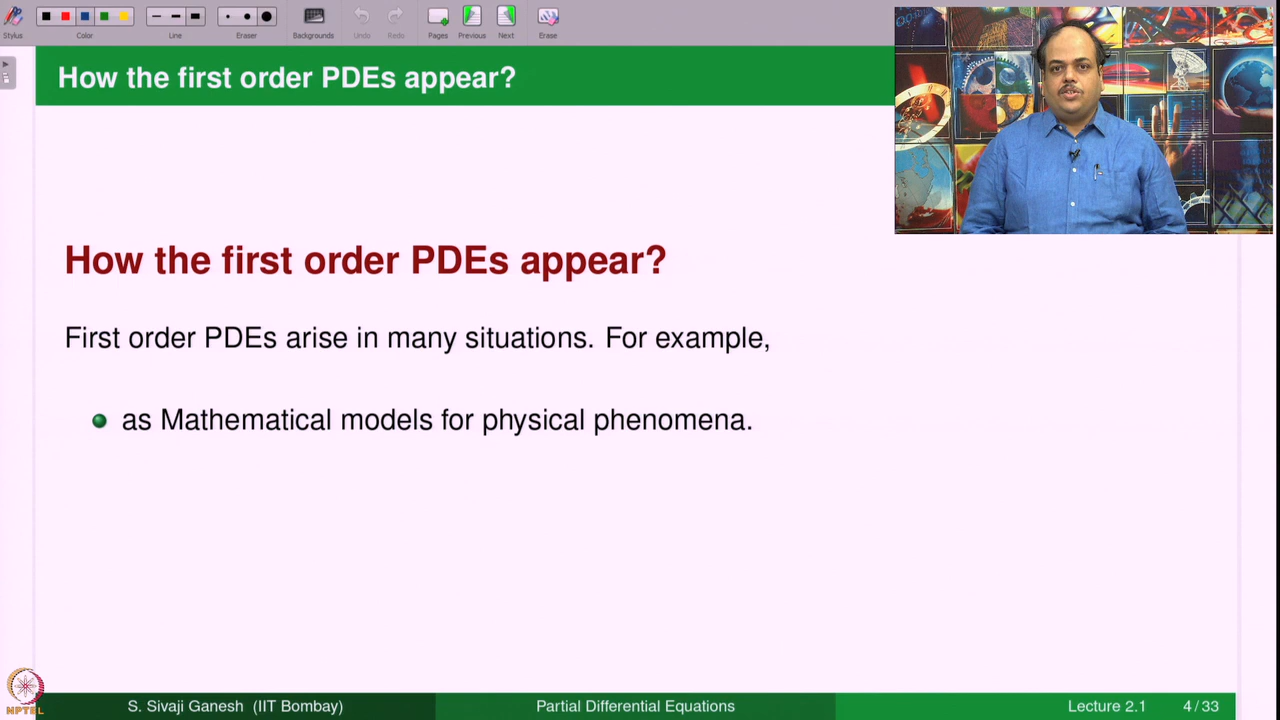 Stylus
Color
Line
Eraser
Backgrounds
Undo
Redo
Pages
Previous
Next
Erase
How the first order PDEs appear?
How the first order PDEs appear?
First order PDEs arise in many situations. For example,
as Mathematical models for physical phenomena.
NPTEL
S. Sivaji Ganesh (IIT Bombay)
Partial Differential Equations
Lecture 2.1
4/33